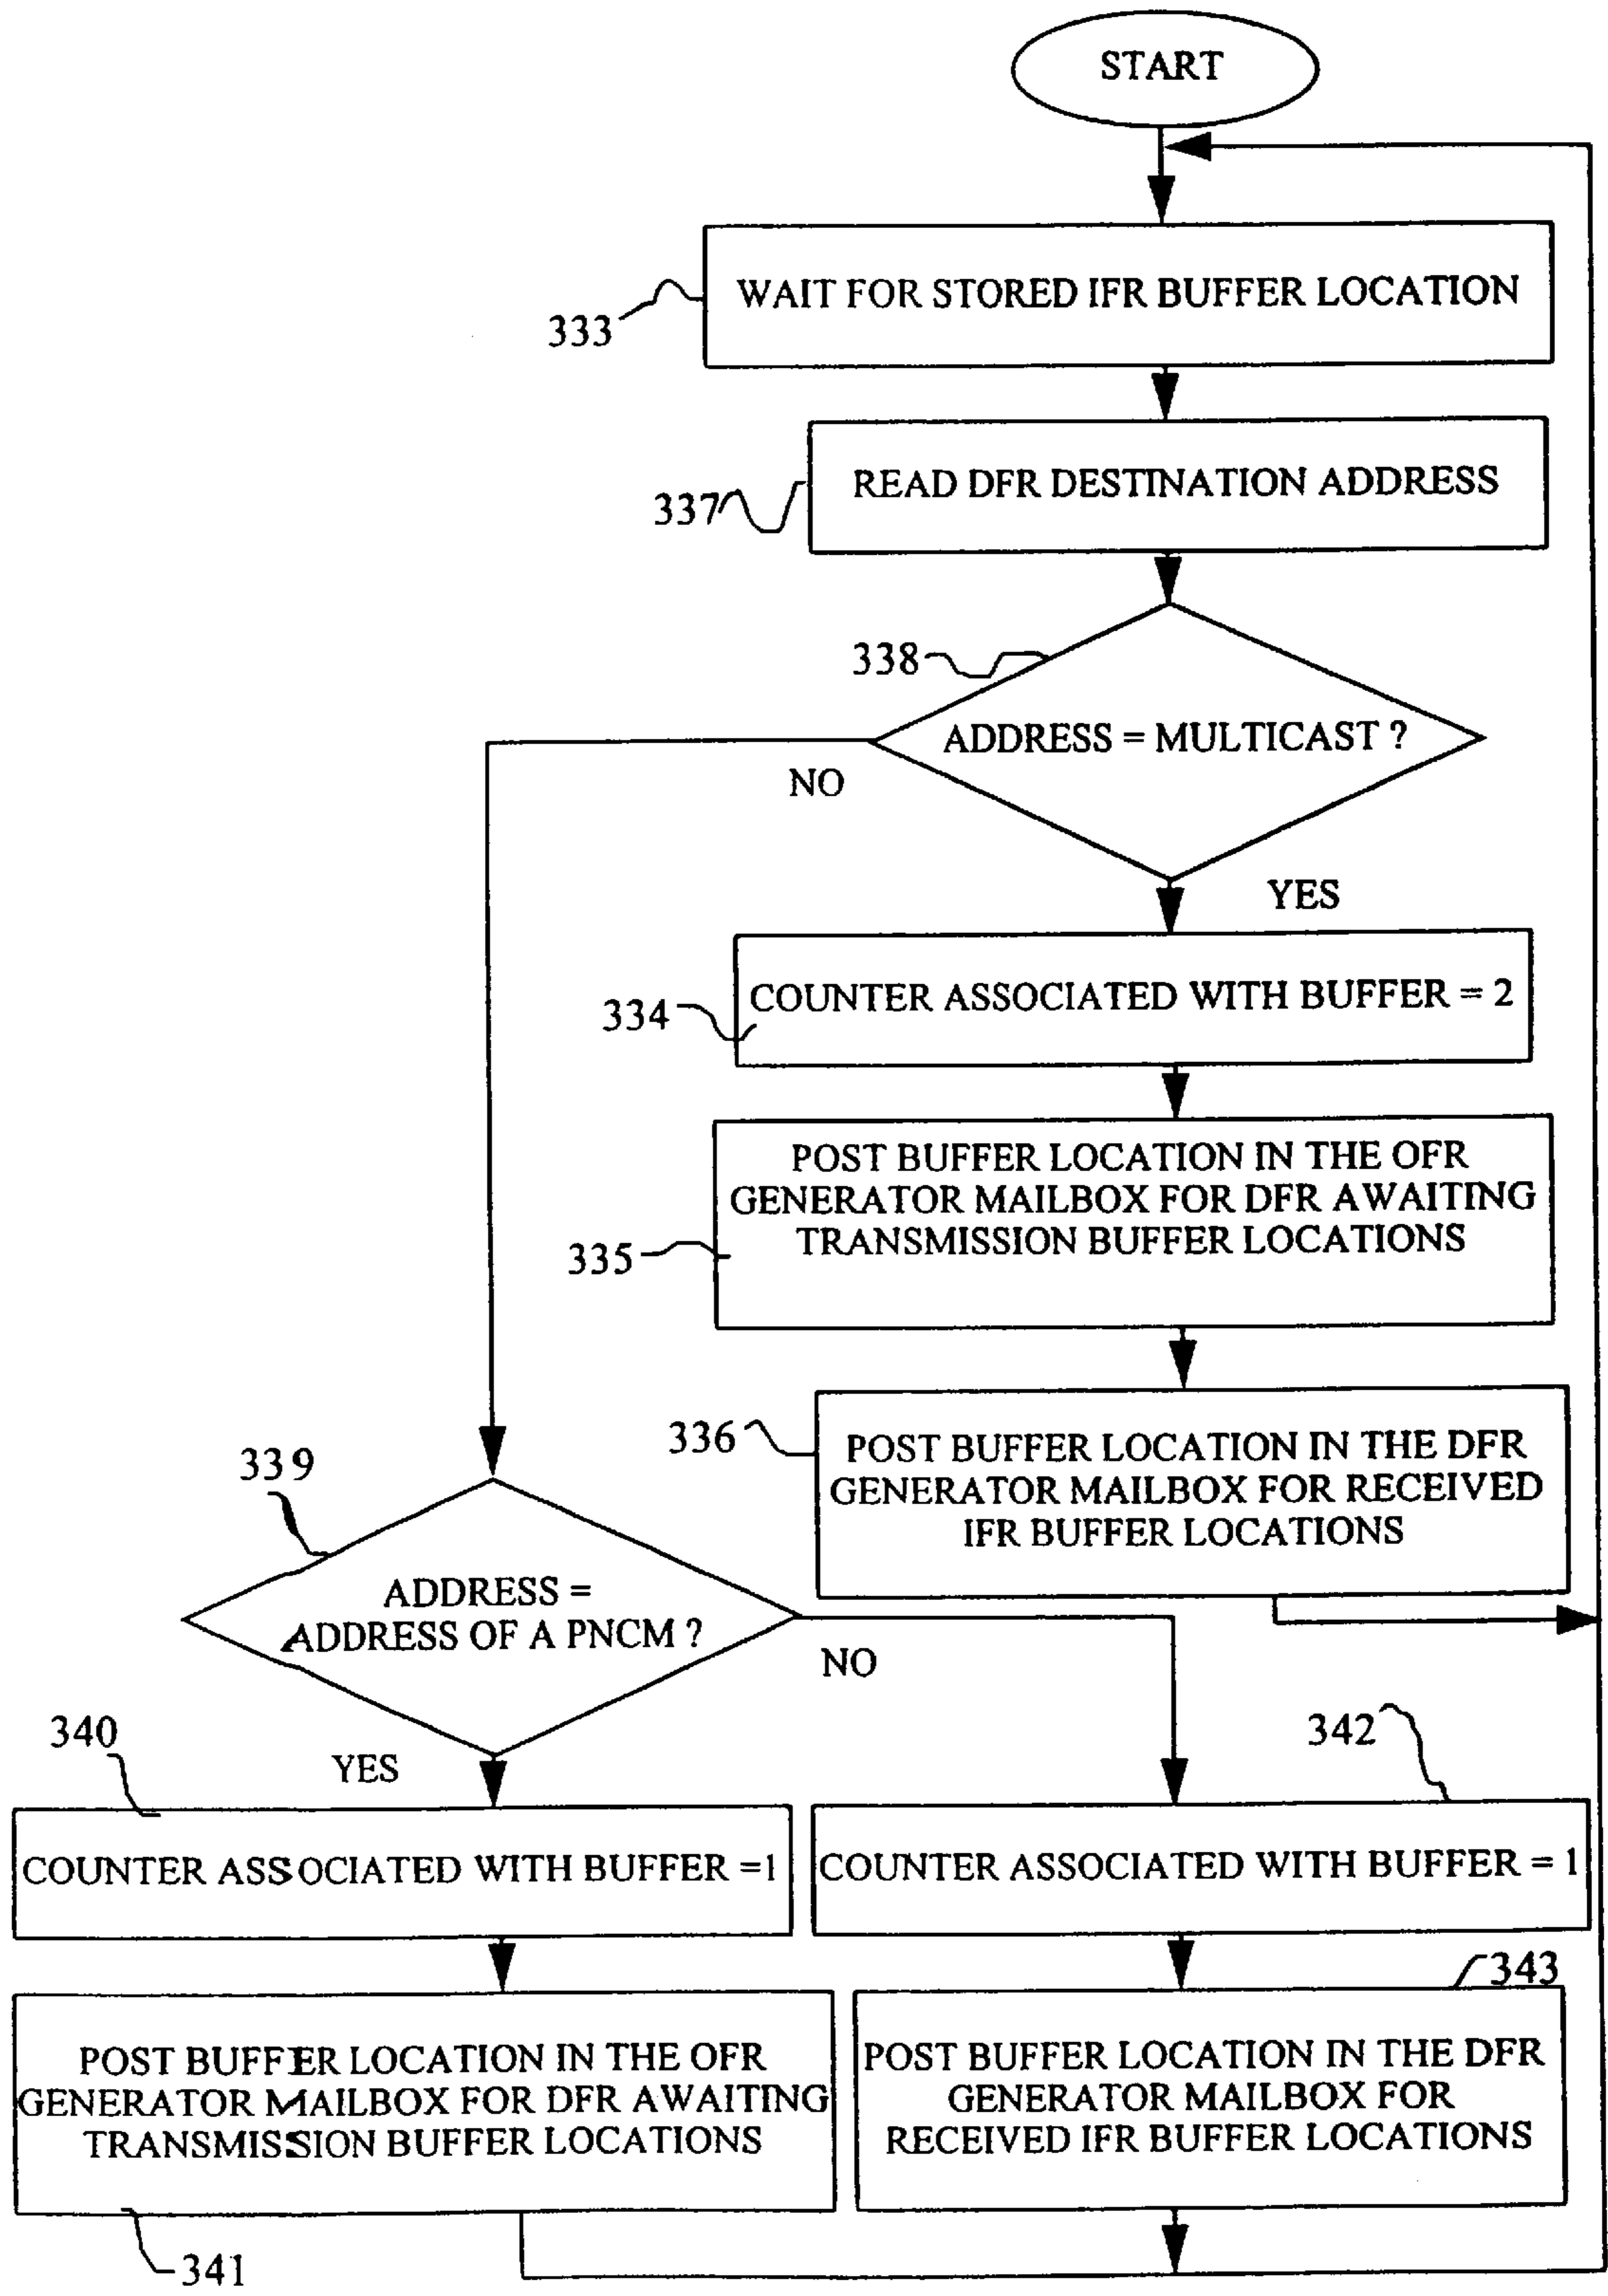 START
WAIT FOR STORED IFR BUFFER LOCATION
333
READ DFR DESTINATION ADDRESS
337
338
ADDRESS = MULTICAST ?
NO
YES
COUNTER ASSOCIATED WITH BUFFER = 2
334
POST BUFFER LOCATION IN THE OFR
GENERATOR MAILBOX FOR DFR AWAITING
TRANSMISSION BUFFER LOCATIONS
335
336
POST BUFFER LOCATION IN THE DFR
GENERATOR MAILBOX FOR RECEIVED
IFR BUFFER LOCATIONS
339
ADDRESS =
ADDRESS OF A PNCM ?
NO
YES
340
342
COUNTER ASSOCIATED WITH BUFFER =1
COUNTER ASSOCIATED WITH BUFFER = 1
343
POST BUFFER LOCATION IN THE OFR
GENERATOR MAILBOX FOR DFR AWAITING
TRANSMISSION BUFFER LOCATIONS
POST BUFFER LOCATION IN THE DFR
GENERATOR MAILBOX FOR
RECEIVED IFR BUFFER LOCATIONS
341